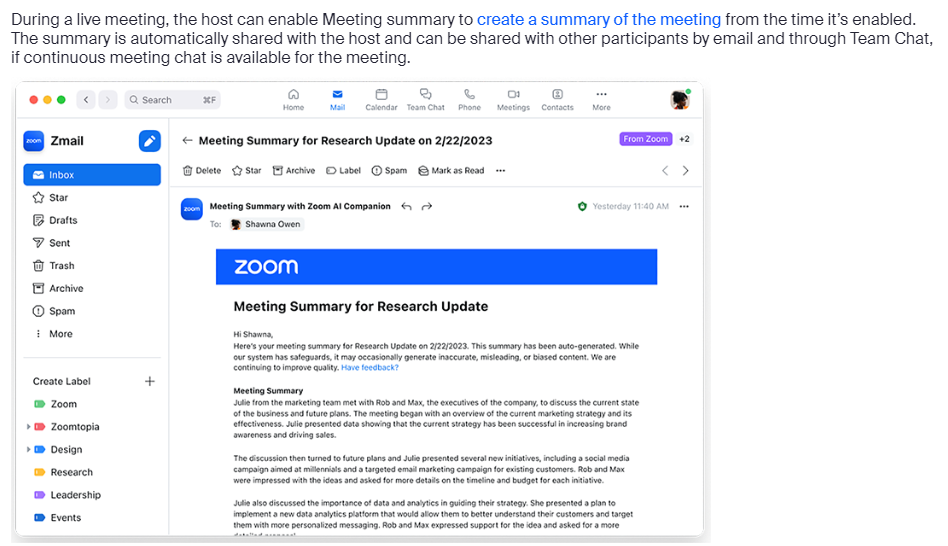 During a live meeting, the host can enable Meeting summary to create a summary of the meeting from the time it’s enabled.
The summary is automatically shared with the host and can be shared with other participants by email and through Team Chat,
if continuous meeting chat is available for the meeting.
Search ⌘F
Home
Mail
Calendar
Team Chat
Phone
Meetings
Contacts
More
zoom Zmail
Inbox
Star
Drafts
Sent
Trash
Archive
Spam
More
Create Label
Zoom
Zoomtopia
Design
Research
Leadership
Events
Meeting Summary for Research Update on 2/22/2023
From Zoom +2
Delete Star Archive Label Spam Mark as Read
zoom
Meeting Summary with Zoom AI Companion
Yesterday 11:40 AM
To: Shawna Owen
zoom
Meeting Summary for Research Update
Hi Shawna,
Here's your meeting summary for Research Update on 2/22/2023. This summary has been auto-generated. While
our system has safeguards, it may occasionally generate inaccurate, misleading, or biased content. We are
continuing to improve quality. Have feedback?
Meeting Summary
Julie from the marketing team met with Rob and Max, the executives of the company, to discuss the current state
of the business and future plans. The meeting began with an overview of the current marketing strategy and its
effectiveness. Julie presented data showing that the current strategy has been successful in increasing brand
awareness and driving sales.
The discussion then turned to future plans and Julie presented several new initiatives, including a social media
campaign aimed at millennials and a targeted email marketing campaign for existing customers. Rob and Max
were impressed with the ideas and asked for more details on the timeline and budget for each initiative.
Julie also discussed the importance of data and analytics in guiding their strategy. She presented a plan to
implement a new data analytics platform that would allow them to better understand their customers and target
them with more personalized messaging. Rob and Max expressed support for the idea and asked for a more